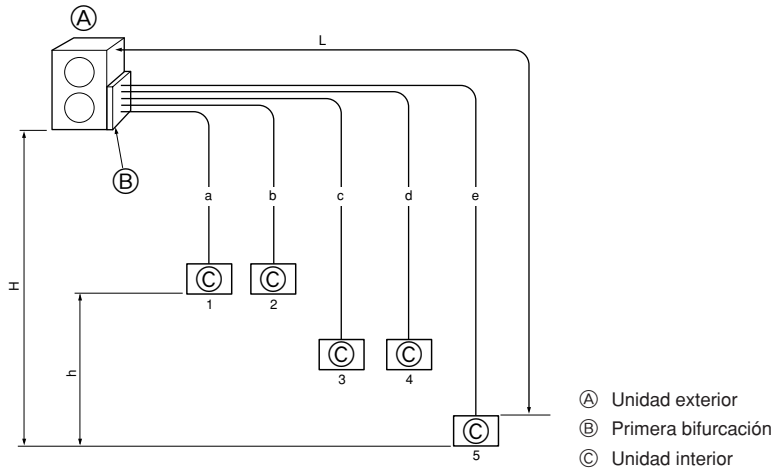 Ⓐ
L
Ⓑ
a b c d e
H
Ⓒ Ⓒ
1 2
h
Ⓒ Ⓒ
3 4
Ⓒ
5
Ⓐ Unidad exterior
Ⓑ Primera bifurcación
Ⓒ Unidad interior